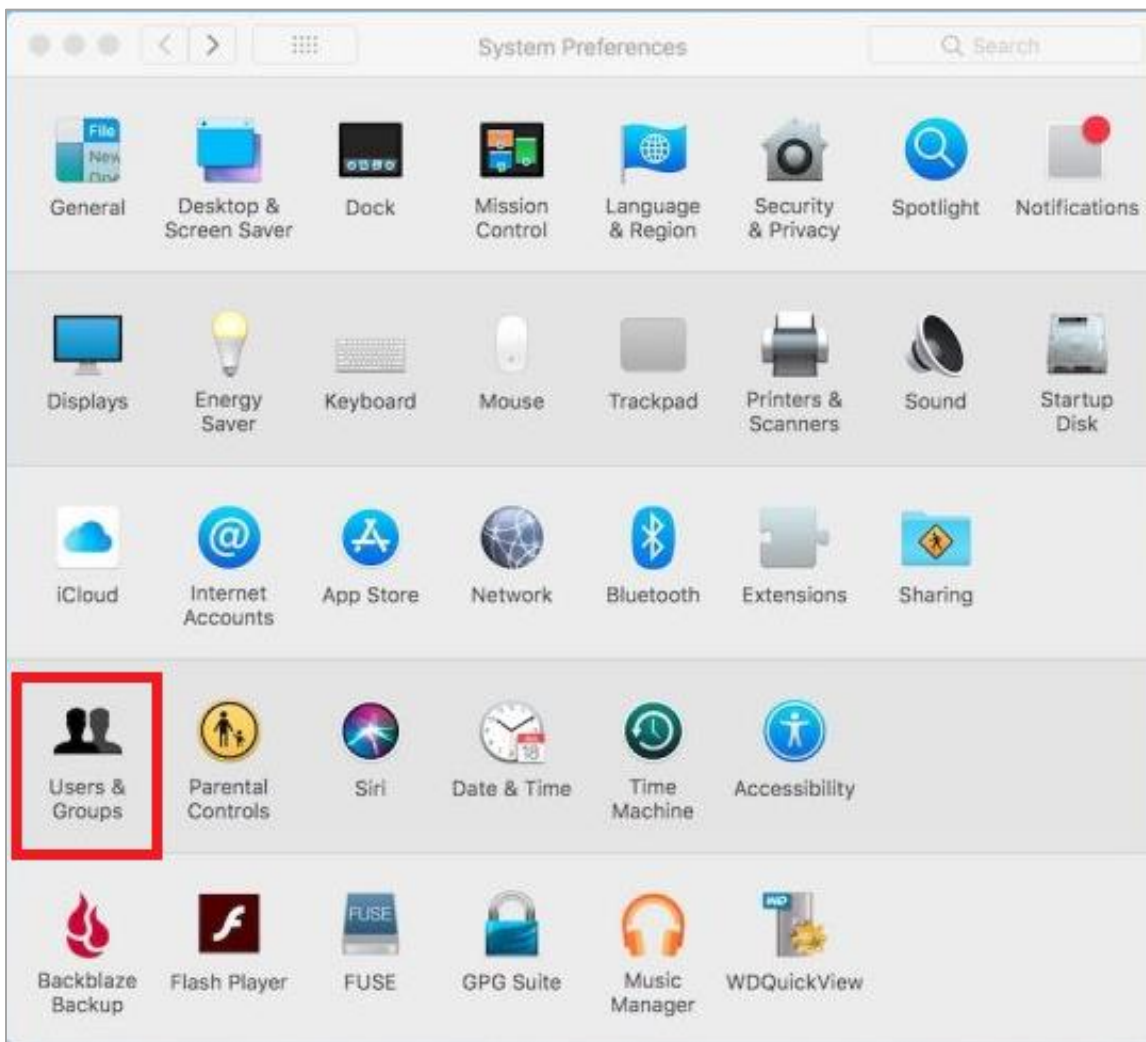 System Preferences
Search
File
New
General
Desktop &
Screen Saver
Dock
Mission
Control
Language
& Region
Security
& Privacy
Spotlight
Notifications
Displays
Energy
Saver
Keyboard
Mouse
Trackpad
Printers &
Scanners
Sound
Startup
Disk
iCloud
Internet
Accounts
App Store
Network
Bluetooth
Extensions
Sharing
Users &
Groups
Parental
Controls
Siri
18
Date & Time
Time
Machine
Accessibility
FUSE
WD
Backblaze
Backup
Flash Player
FUSE
GPG Suite
Music
Manager
WDQuickView